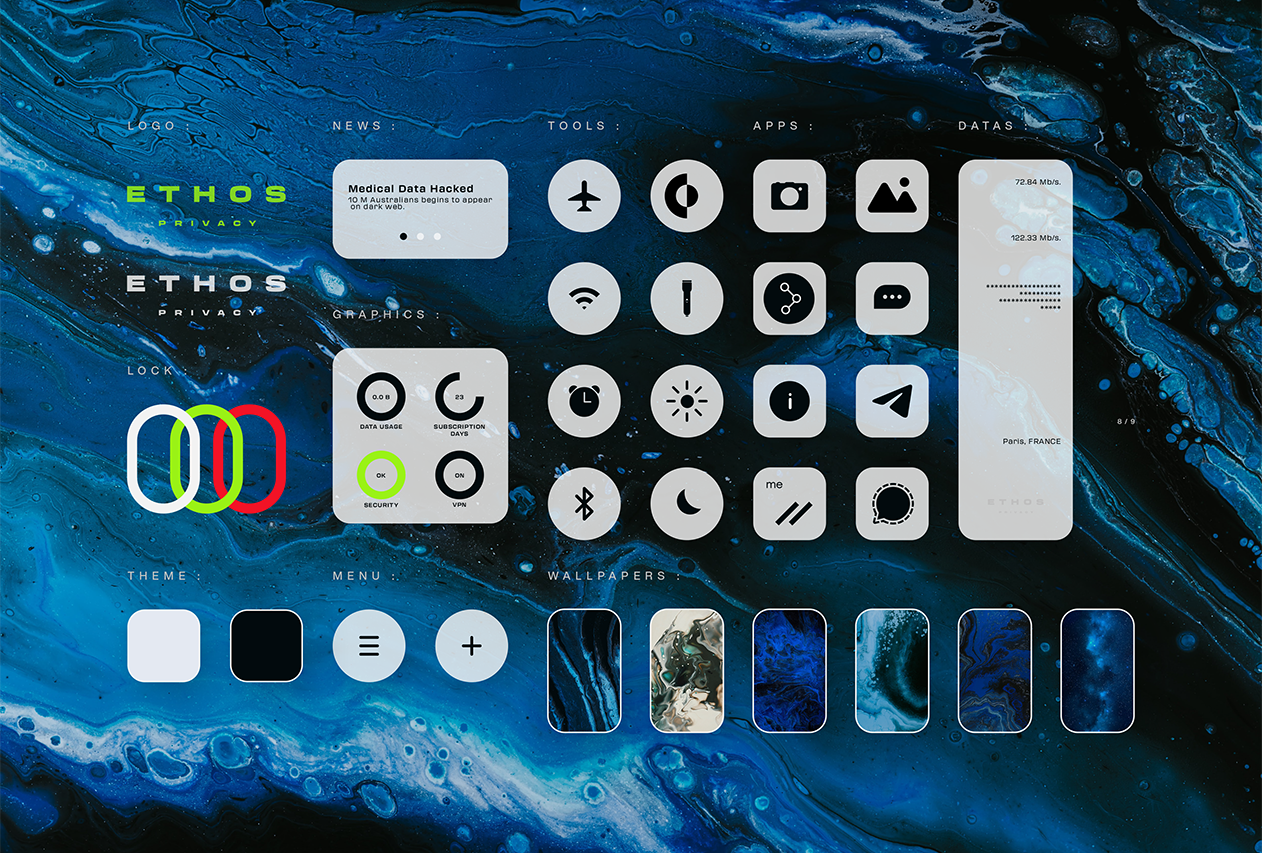 LOGO :
ETHOS
PRIVACY
ETHOS
PRIVACY
LOCK :
THEME :
NEWS :
Medical Data Hacked
10 M Australians begins to appear
on dark web.
GRAPHICS :
0.0 B
DATA USAGE
23
SUBSCRIPTION
DAYS
OK
SECURITY
ON
VPN
MENU :
TOOLS :
APPS :
me
DATAS :
72.84 Mb/s.
122.33 Mb/s.
Paris, FRANCE
ETHOS
8 / 9
WALLPAPERS :